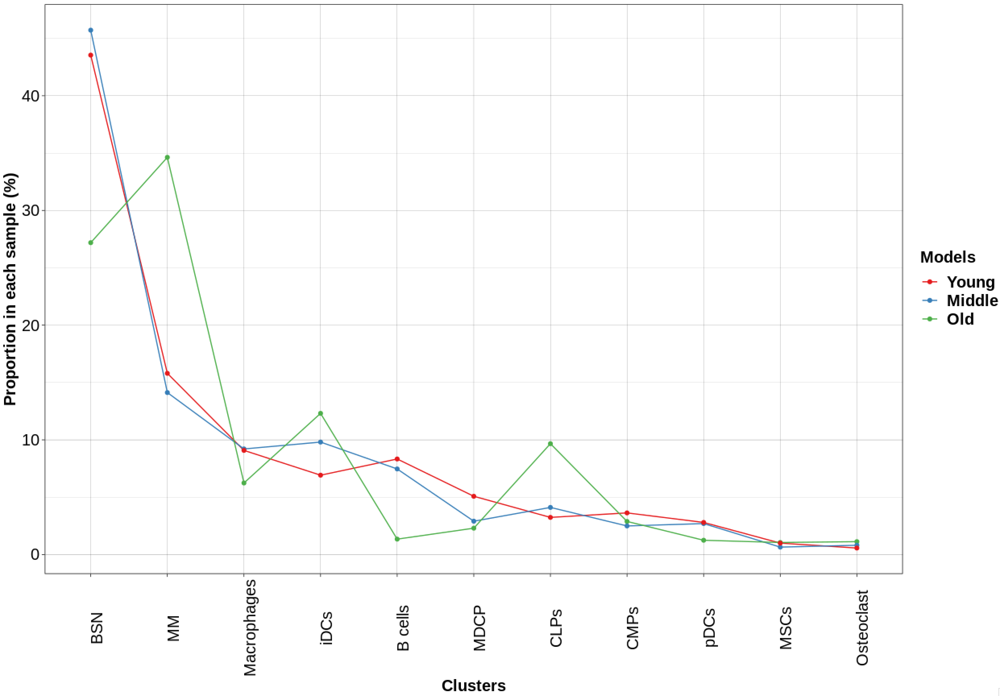 Proportion in each sample (%)
40
30
20
10
0
BSN
MM
Macrophages
iDCs
B cells
MDCP
CLPs
CMPs
pDCs
MSCs
Osteoclast
Clusters
Models
Young
Middle
Old